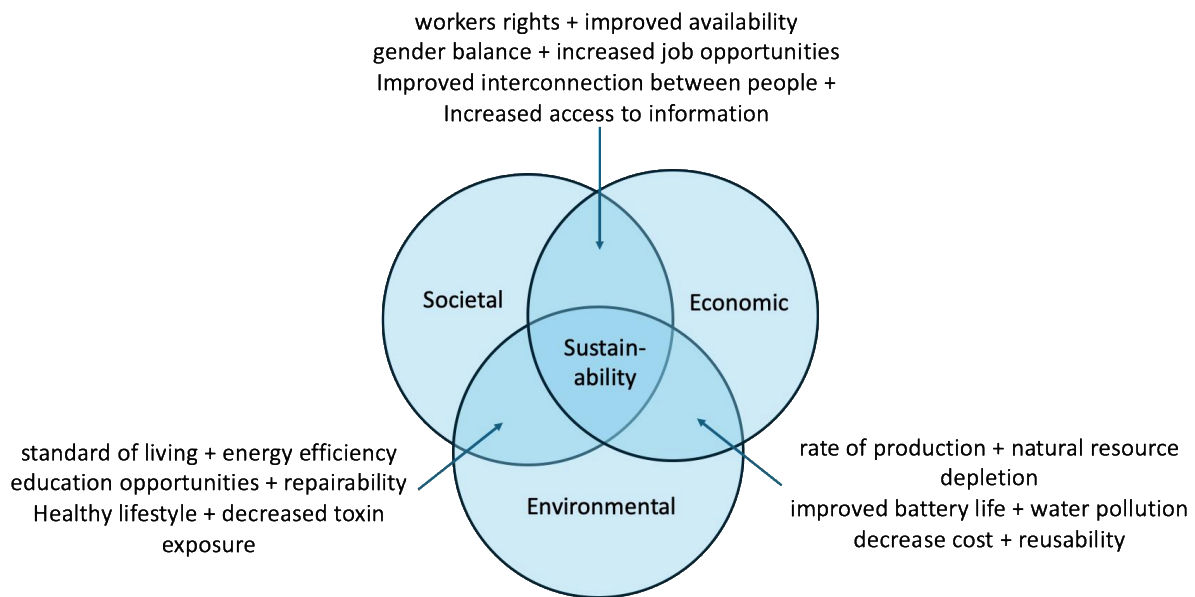 workers rights + improved availability
gender balance + increased job opportunities
Improved interconnection between people +
Increased access to information
Societal
Economic
Sustain-
ability
standard of living + energy efficiency
education opportunities + repairability
Healthy lifestyle + decreased toxin
exposure
rate of production + natural resource
depletion
improved battery life + water pollution
decrease cost + reusability
Environmental